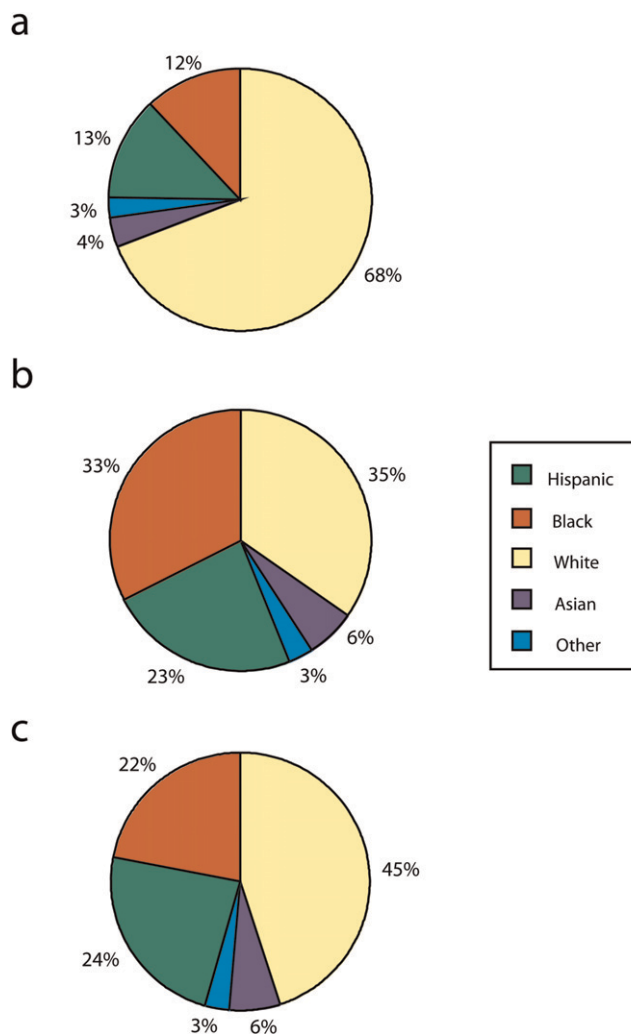 a
12%
13%
3%
4%
68%
b
33%
35%
23%
3%
6%
Hispanic
Black
White
Asian
Other
c
22%
45%
24%
3%
6%